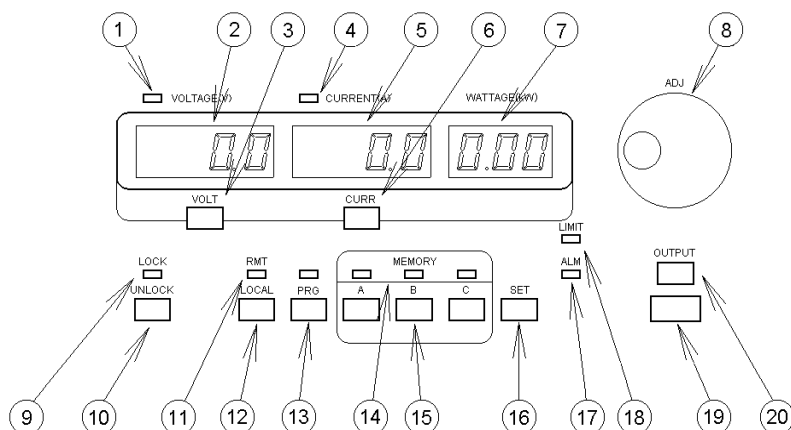 1 2 3 4 5 6 7 8
VOLTAGE(V) CURRENT(A) WATTAGE(kW) ADJ
0.0 0.0 0.00
VOLT CURR
LIMIT
LOCK RMT MEMORY ALM OUTPUT
UNLOCK LOCAL PRG A B C SET
9 10 11 12 13 14 15 16 17 18 19 20